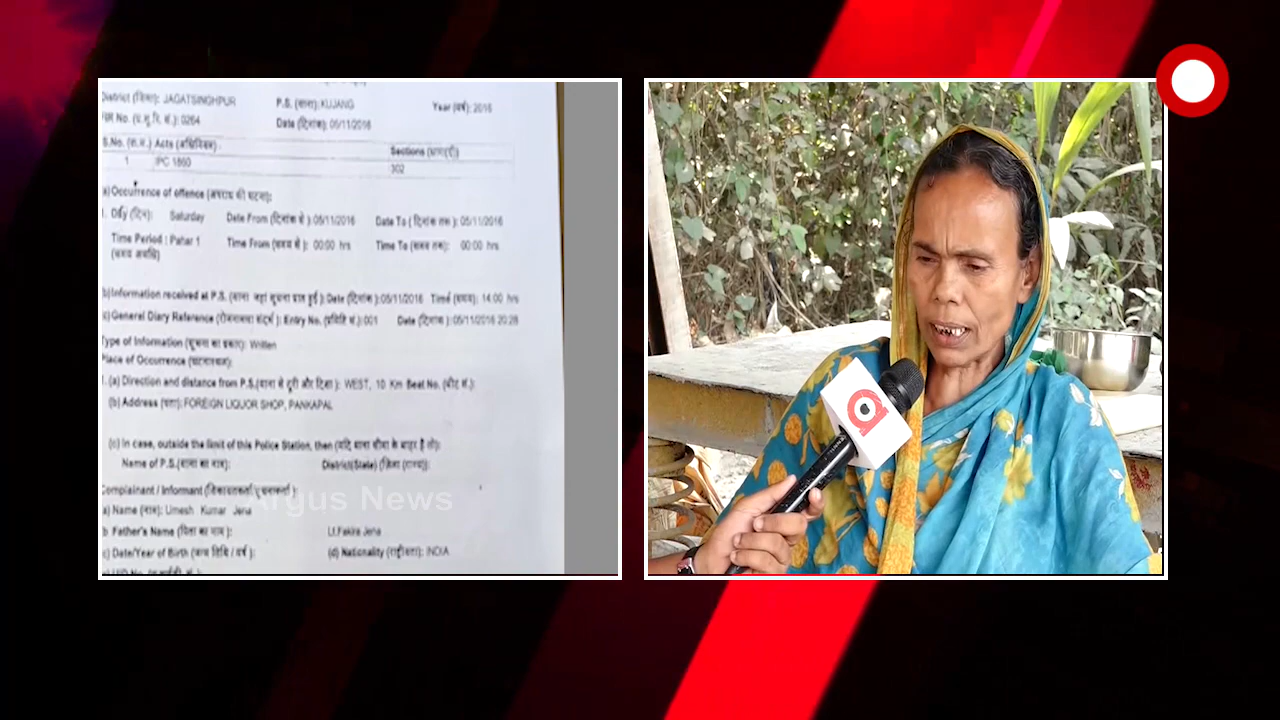 District (जिला): JAGATSINGHPUR P.S. (थाना): KUJANG Year (वर्ष): 2016
FIR No. (प्र.सू.रि. सं.): 0264 Date (दिनांक): 05/11/2016
S.No. (क्र.सं.) Acts (अधिनियम) Sections (धारा(एँ))
1 IPC 1860 302
a) Occurrence of offence (अपराध की घटना):
1. Day (दिन): Saturday Date From (दिनांक से): 05/11/2016 Date To (दिनांक तक): 05/11/2016
Time Period : Pahar 1 Time From (समय से): 00:00 hrs Time To (समय तक): 00:00 hrs
(समय अवधि)
b) Information received at P.S. (थाना जहां सूचना प्राप्त हुई): Date (दिनांक): 05/11/2016 Time (समय): 14:00 hrs
c) General Diary Reference (रोजनामचा संदर्भ): Entry No. (प्रविष्टि सं.): 001 Date (दिनांक): 05/11/2016 20:28
Type of Information (सूचना का प्रकार): Written
Place of Occurrence (घटनास्थल):
1. (a) Direction and distance from P.S.(थाना से दूरी और दिशा): WEST, 10 Km Beat No. (बीट सं.):
(b) Address (पता): FOREIGN LIQUOR SHOP, PANKAPAL
(c) In case, outside the limit of this Police Station, then (यदि थाना सीमा के बाहर है तो):
Name of P.S.(थाना का नाम): District(State) (जिला (राज्य)):
Complainant / Informant (शिकायतकर्ता/सूचनाकर्ता):
a) Name (नाम): Umesh Kumar Jena
b Father's Name (पिता का नाम): Lt.Fakira Jena
c) Date/Year of Birth (जन्म तिथि / वर्ष): (d) Nationality (राष्ट्रीयता): INDIA
Argus News